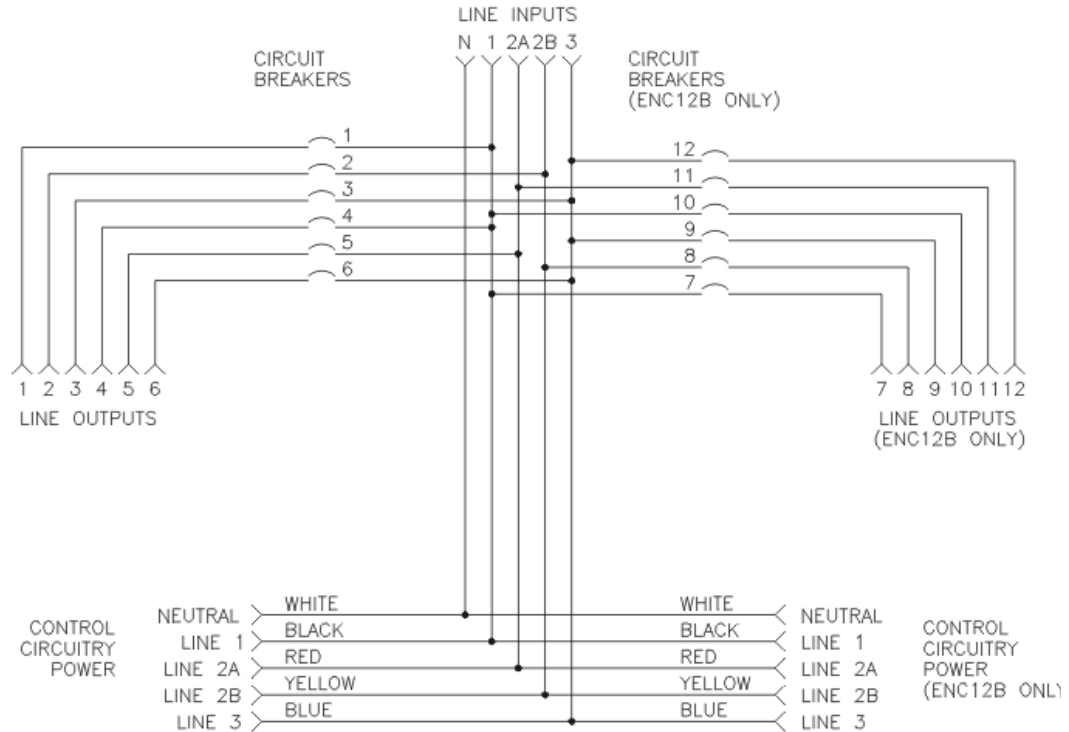 LINE INPUTS
N 1 2A 2B 3
CIRCUIT
BREAKERS
CIRCUIT
BREAKERS
(ENC12B ONLY)
1
2
3
4
5
6
12
11
10
9
8
7
1 2 3 4 5 6
LINE OUTPUTS
7 8 9 10 11 12
LINE OUTPUTS
(ENC12B ONLY)
CONTROL
CIRCUITRY
POWER
NEUTRAL WHITE
LINE 1 BLACK
LINE 2A RED
LINE 2B YELLOW
LINE 3 BLUE
WHITE NEUTRAL
BLACK LINE 1
RED LINE 2A
YELLOW LINE 2B
BLUE LINE 3
CONTROL
CIRCUITRY
POWER
(ENC12B ONL